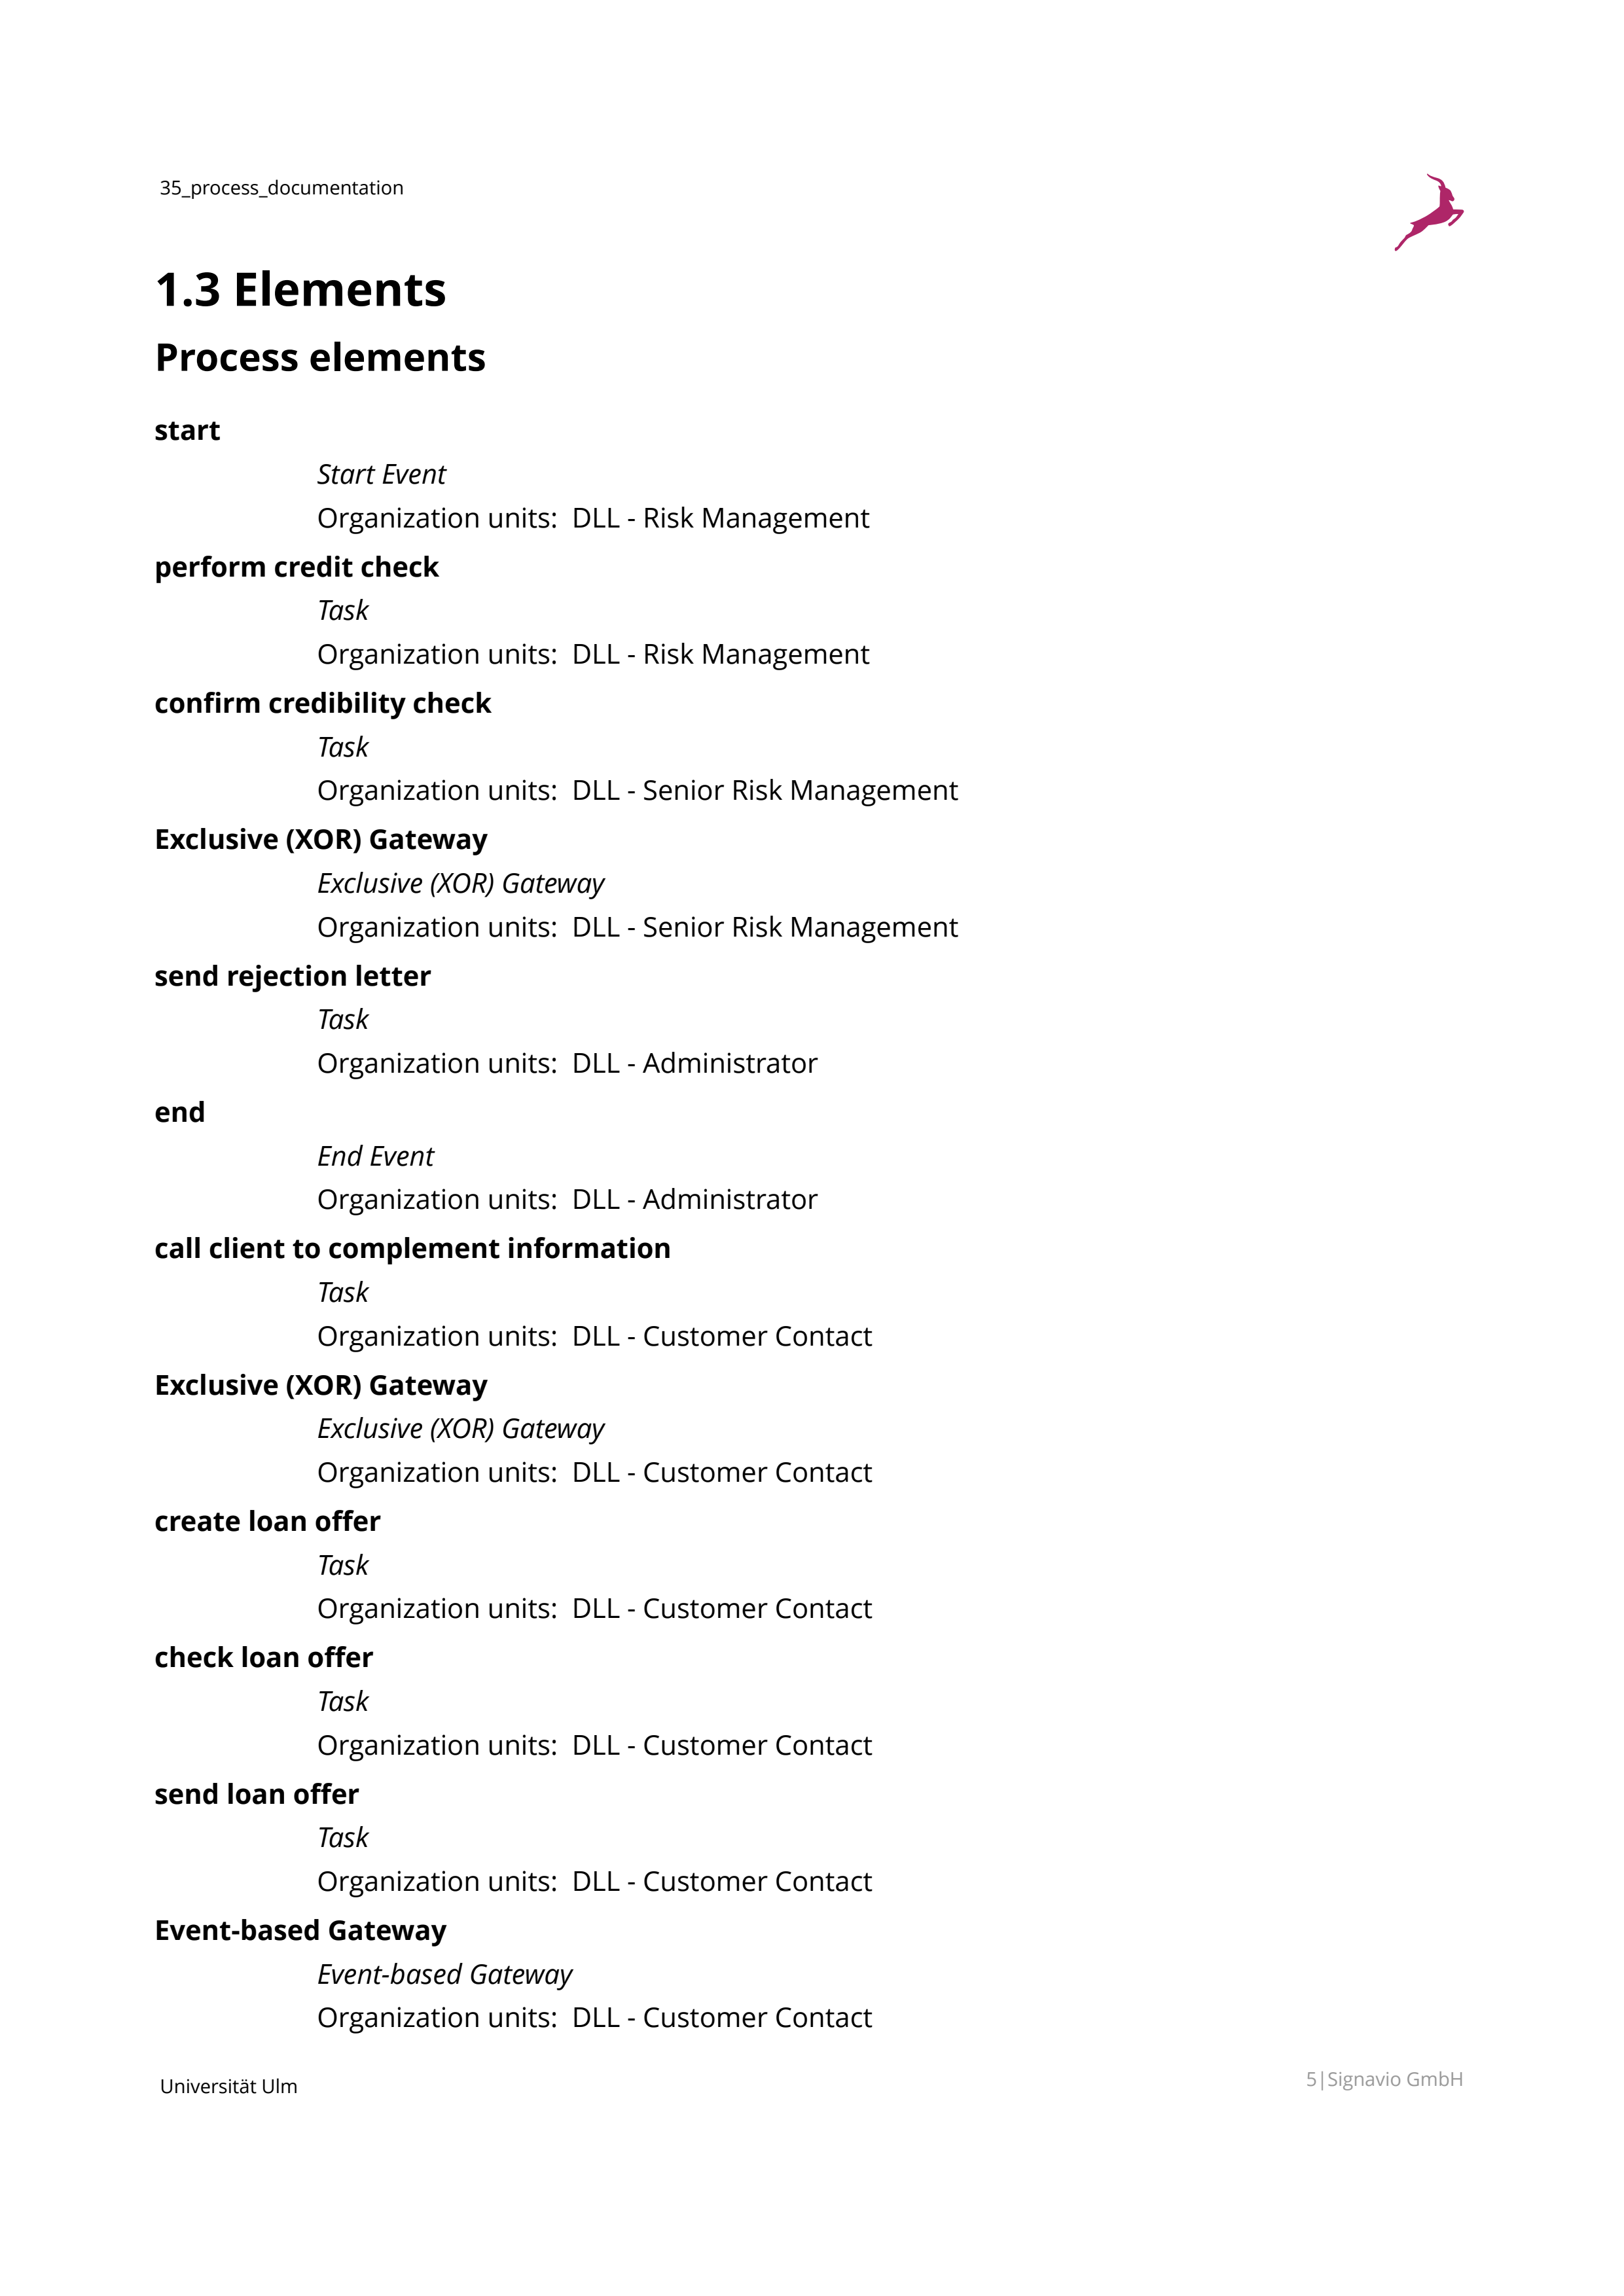 35_process_documentation
1.3 Elements
Process elements
start
Start Event
Organization units: DLL - Risk Management
perform credit check
Task
Organization units: DLL - Risk Management
confirm credibility check
Task
Organization units: DLL - Senior Risk Management
Exclusive (XOR) Gateway
Exclusive (XOR) Gateway
Organization units: DLL - Senior Risk Management
send rejection letter
Task
Organization units: DLL - Administrator
end
End Event
Organization units: DLL - Administrator
call client to complement information
Task
Organization units: DLL - Customer Contact
Exclusive (XOR) Gateway
Exclusive (XOR) Gateway
Organization units: DLL - Customer Contact
create loan offer
Task
Organization units: DLL - Customer Contact
check loan offer
Task
Organization units: DLL - Customer Contact
send loan offer
Task
Organization units: DLL - Customer Contact
Event-based Gateway
Event-based Gateway
Organization units: DLL - Customer Contact
Universität Ulm
5|Signavio GmbH